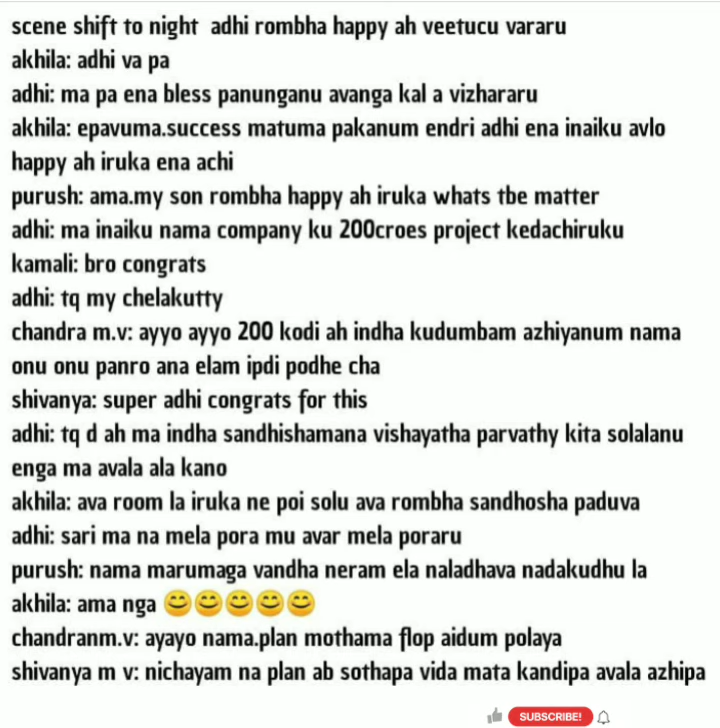 scene shift to night adhi rombha happy ah veetucu vararu
akhila: adhi va pa
adhi: ma pa ena bless panunganu avanga kal a vizhararu
akhila: epavuma.success matuma pakanum endri adhi ena inaiku avlo
happy ah iruka ena achi
purush: ama.my son rombha happy ah iruka whats tbe matter
adhi: ma inaiku nama company ku 200croes project kedachiruku
kamali: bro congrats
adhi: tq my chelakutty
chandra m.v: ayyo ayyo 200 kodi ah indha kudumbam azhiyanum nama
onu onu panro ana elam ipdi podhe cha
shivanya: super adhi congrats for this
adhi: tq d ah ma indha sandhishamana vishayatha parvathy kita solalanu
enga ma avala ala kano
akhila: ava room la iruka ne poi solu ava rombha sandhosha paduva
adhi: sari ma na mela pora mu avar mela poraru
purush: nama marumaga vandha neram ela naladhava nadakudhu la
akhila: ama nga 😊😊😊😊😊
chandranm.v: ayayo nama.plan mothama flop aidum polaya
shivanya m v: nichayam na plan ab sothapa vida mata kandipa avala azhipa
SUBSCRIBE!